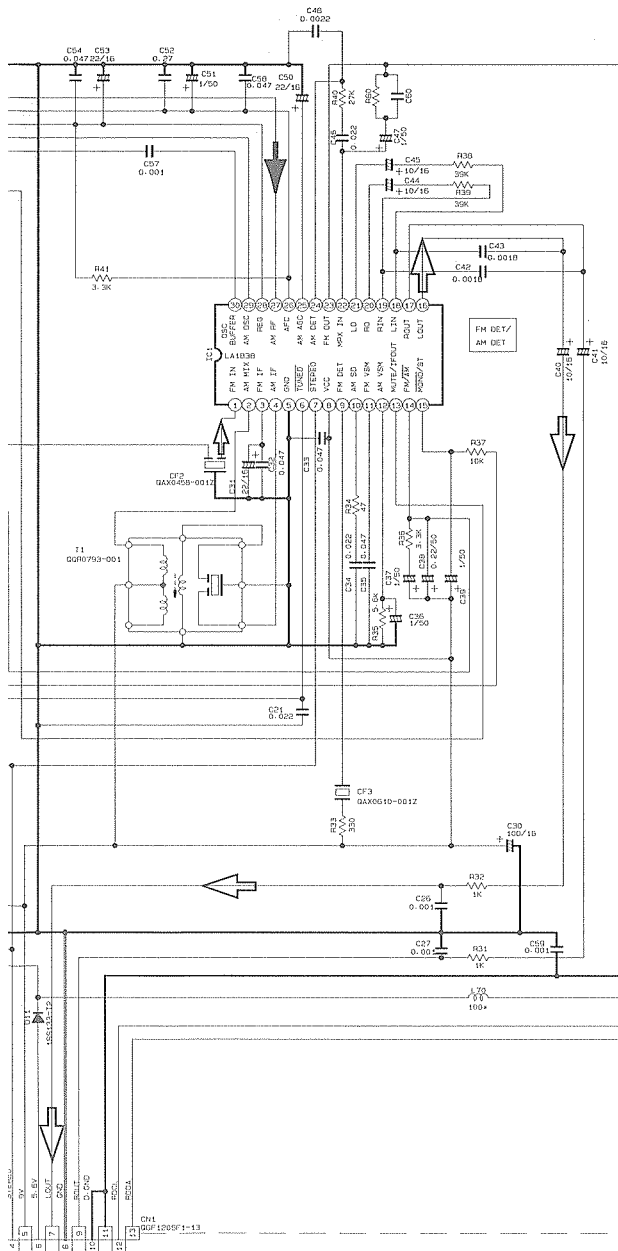 C48
0.0022
C54
0.047
C53
22/16
C52
0.27
C51
1/50
C58
0.047
C50
22/16
R40
27K
C46
0.022
R60
C60
C47
1/50
C57
0.001
C45
10/16
R38
39K
C44
10/16
R39
39K
C43
0.0018
C42
0.0018
R41
3.3K
30 29 28 27 26 25 24 23 22 21 20 19 18 17 16
OSC BUFFER
AM OSC
REG
AM RF
AFC
AM AGC
AM DET
FM OUT
MPX IN
LO
RO
RIN
LIN
ROUT
LOUT
IC1
LA1838
FM IN
AM MIX
FM IF
AM IF
GND
TUNED
STEREO
VCC
FM DET
AM SD
FM VSM
AM VSM
MUTE/IFOUT
FM/AM
MONO/ST
1 2 3 4 5 6 7 8 9 10 11 12 13 14 15
FM DET/
AM DET
C40
10/16
C41
10/16
CF2
QAX0458-001Z
C31
22/16
C32
0.047
C33
0.047
R37
10K
R34
47
C34
0.022
C35
0.047
C37
1/50
R36
3.3K
C38
0.22/50
C39
1/50
R35
5.6K
C36
1/50
T1
QQR0793-001
C21
0.022
CF3
QAX0610-001Z
R33
330
C30
100/16
R32
1K
C26
0.001
C27
0.001
R31
1K
C59
0.001
L70
100
D11
1SS133-T2
9V
5.6V
LOUT
GND
ROUT
D.GND
4 5 6 7 8 9 10 11 12 13
CN1
QGF1205F1-13